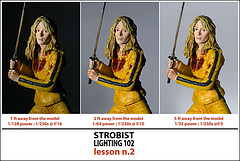 1 ft away from the model
1/128 power ; 1/250s @ f/16
2 ft away from the model
1/64 power ; 1/250s @ f/10
5 ft away from the model
1/32 power ; 1/250s @f/5
STROBIST
LIGHTING 102
lesson n.2